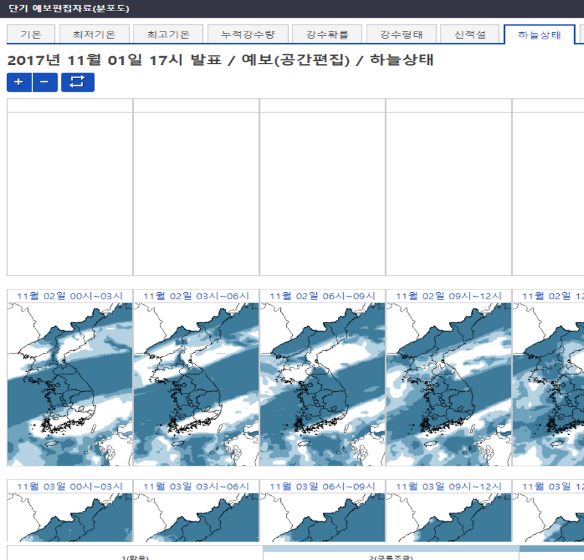 단기 예보편집자료(분포도)
기온 최저기온 최고기온 누적강수량 강수확률 강수형태 신적설 하늘상태
2017년 11월 01일 17시 발표 / 예보(공간편집) / 하늘상태
+ −
11월 02일 00시~03시 11월 02일 03시~06시 11월 02일 06시~09시 11월 02일 09시~12시 11월 02일 12
11월 03일 00시~03시 11월 03일 03시~06시 11월 03일 06시~09시 11월 03일 09시~12시 11월 03일 12
1(맑음) 2(구름조금)